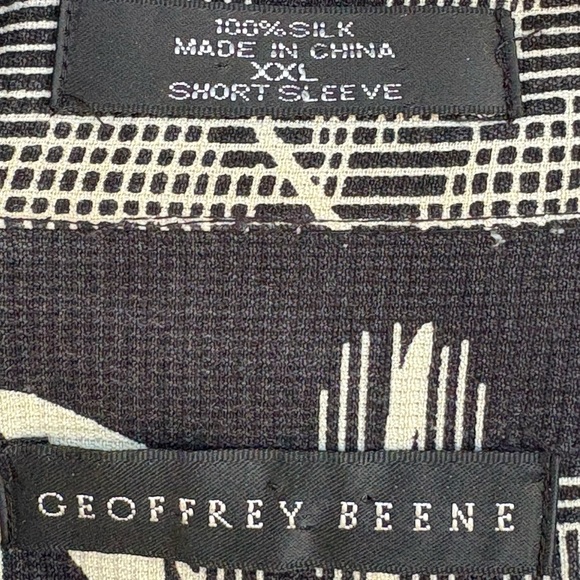 100% SILK
MADE IN CHINA
XXL
SHORT SLEEVE
GEOFFREY BEENE